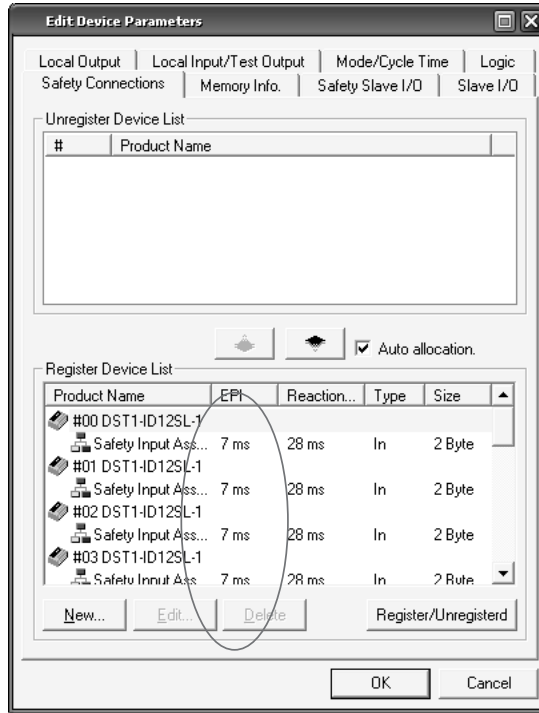 Edit Device Parameters
Local Output Local Input/Test Output Mode/Cycle Time Logic
Safety Connections Memory Info. Safety Slave I/O Slave I/O
Unregister Device List
# Product Name
Auto allocation.
Register Device List
Product Name EPI Reaction... Type Size
#00 DST1-ID12SL-1
Safety Input Ass... 7 ms 28 ms In 2 Byte
#01 DST1-ID12SL-1
Safety Input Ass... 7 ms 28 ms In 2 Byte
#02 DST1-ID12SL-1
Safety Input Ass... 7 ms 28 ms In 2 Byte
#03 DST1-ID12SL-1
Safety Input Ass... 7 ms 28 ms In 2 Byte
New... Edit... Delete Register/Unregisterd
OK Cancel